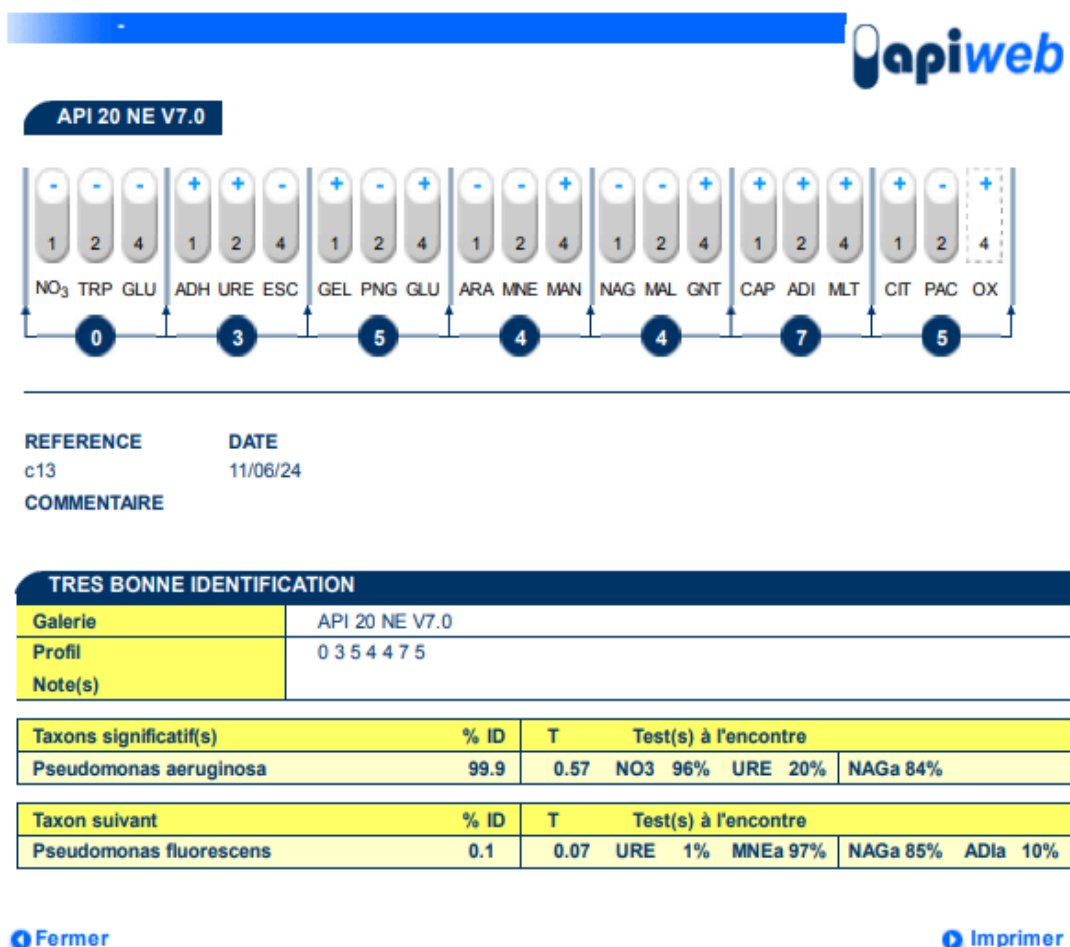 -
apiweb
API 20 NE V7.0
- - - + + - + - + - - + - - + + + + + - +
1 2 4 1 2 4 1 2 4 1 2 4 1 2 4 1 2 4 1 2 4
NO3 TRP GLU ADH URE ESC GEL PNG GLU ARA MNE MAN NAG MAL GNT CAP ADI MLT CIT PAC OX
0 3 5 4 4 7 5
REFERENCE DATE
c13 11/06/24
COMMENTAIRE
TRES BONNE IDENTIFICATION
Galerie API 20 NE V7.0
Profil 0 3 5 4 4 7 5
Note(s)
Taxons significatif(s) % ID T Test(s) à l'encontre
Pseudomonas aeruginosa 99.9 0.57 NO3 96% URE 20% NAGa 84%
Taxon suivant % ID T Test(s) à l'encontre
Pseudomonas fluorescens 0.1 0.07 URE 1% MNEa 97% NAGa 85% ADIa 10%
Fermer Imprimer